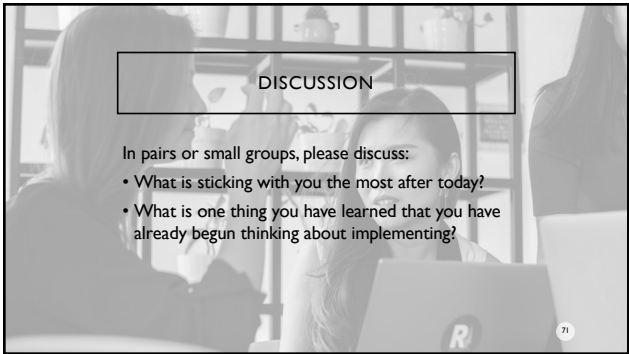 DISCUSSION
In pairs or small groups, please discuss:
• What is sticking with you the most after today?
• What is one thing you have learned that you have
already begun thinking about implementing?
R
71